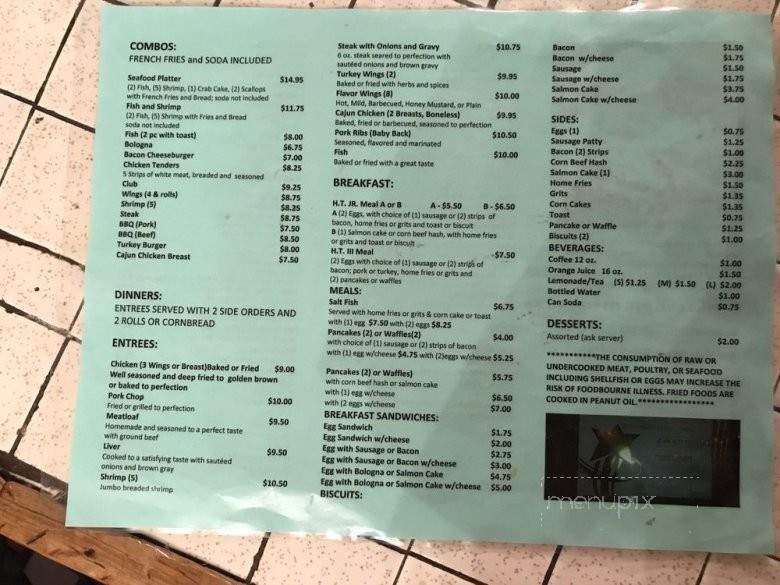 COMBOS:
FRENCH FRIES and SODA INCLUDED
Seafood Platter $14.95
(2) Fish, (5) Shrimp, (1) Crab Cake, (2) Scallops
with French Fries and Bread; soda not included
Fish and Shrimp $11.75
(2) Fish, (5) Shrimp with Fries and Bread
soda not included
Fish (2 pc with toast) $8.00
Bologna $6.75
Bacon Cheeseburger $7.00
Chicken Tenders $8.25
5 Strips of white meat, breaded and seasoned
Club $9.25
Wings (4 & rolls) $8.75
Shrimp (5) $8.25
Steak $8.75
BBQ (Pork) $7.50
BBQ (Beef) $8.50
Turkey Burger $8.00
Cajun Chicken Breast $7.50
DINNERS:
ENTREES SERVED WITH 2 SIDE ORDERS AND
2 ROLLS OR CORNBREAD
ENTREES:
Chicken (3 Wings or Breast)Baked or Fried $9.00
Well seasoned and deep fried to golden brown
or baked to perfection
Pork Chop $10.00
Fried or grilled to perfection
Meatloaf $9.50
Homemade and seasoned to a perfect taste
with ground beef
Liver $9.50
Cooked to a satisfying taste with sautéed
onions and brown gray
Shrimp (5) $10.50
Jumbo breaded shrimp
Steak with Onions and Gravy $10.75
6 oz. steak seared to perfection with
sautéed onions and brown gravy
Turkey Wings (2) $9.95
Baked or fried with herbs and spices
Flavor Wings (8) $10.00
Hot, Mild, Barbecued, Honey Mustard, or Plain
Cajun Chicken (2 Breasts, Boneless) $9.95
Baked, fried or barbecued, seasoned to perfection
Pork Ribs (Baby Back) $10.50
Seasoned, flavored and marinated
Fish $10.00
Baked or fried with a great taste
BREAKFAST:
H.T. JR. Meal A or B A - $5.50 B - $6.50
A (2) Eggs, with choice of (1) sausage or (2) strips of
bacon, home fries or grits and toast or biscuit
B (1) Salmon cake or corn beef hash, with home fries
or grits and toast or biscuit
H.T. III Meal -$7.50
(2) Eggs with choice of (1) sausage or (2) strips of
bacon; pork or turkey, home fries or grits and
(2) pancakes or waffles
MEALS:
Salt Fish $6.75
Served with home fries or grits & corn cake or toast
with (1) egg $7.50 with (2) eggs $8.25
Pancakes (2) or Waffles(2) $4.00
with choice of (1) sausage or (2) strips of bacon
with (1) egg w/cheese $4.75 with (2)eggs w/cheese $5.25
Pancakes (2) or Waffles) $5.75
with corn beef hash or salmon cake
with (1) egg w/cheese $6.50
with (2 eggs w/cheese $7.00
BREAKFAST SANDWICHES:
Egg Sandwich $1.75
Egg Sandwich w/cheese $2.00
Egg with Sausage or Bacon $2.75
Egg with Sausage or Bacon w/cheese $3.00
Egg with Bologna or Salmon Cake $4.75
Egg with Bologna or Salmon Cake w/cheese $5.00
BISCUITS:
Bacon $1.50
Bacon w/cheese $1.75
Sausage $1.50
Sausage w/cheese $1.75
Salmon Cake $3.75
Salmon Cake w/cheese $4.00
SIDES:
Eggs (1) $0.75
Sausage Patty $1.25
Bacon (2) Strips $1.00
Corn Beef Hash $2.25
Salmon Cake (1) $3.00
Home Fries $1.50
Grits $1.35
Corn Cakes $1.35
Toast $0.75
Pancake or Waffle $1.25
Biscuits (2) $1.00
BEVERAGES:
Coffee 12 oz. $1.00
Orange Juice 16 oz. $1.50
Lemonade/Tea (S) $1.25 (M) $1.50 (L) $2.00
Bottled Water $1.00
Can Soda $0.75
DESSERTS:
Assorted (ask server) $2.00
************THE CONSUMPTION OF RAW OR
UNDERCOOKED MEAT, POULTRY, OR SEAFOOD
INCLUDING SHELLFISH OR EGGS MAY INCREASE THE
RISK OF FOODBOURNE ILLNESS. FRIED FOODS ARE
COOKED IN PEANUT OIL.*****************
menupix